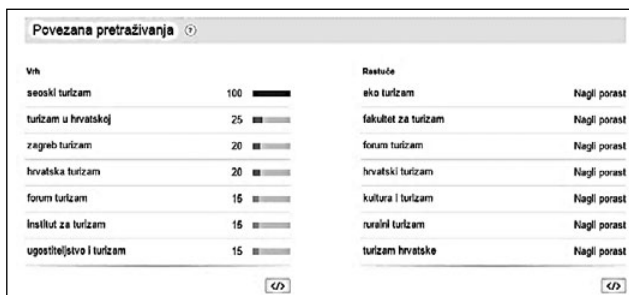 Povezana pretraživanja ?
Vrh
seoski turizam 100
turizam u hrvatskoj 25
zagreb turizam 20
hrvatska turizam 20
forum turizam 15
institut za turizam 15
ugostiteljstvo i turizam 15
</>
Rastuće
eko turizam Nagli porast
fakultet za turizam Nagli porast
forum turizam Nagli porast
hrvatski turizam Nagli porast
kultura i turizam Nagli porast
ruralni turizam Nagli porast
turizam hrvatske Nagli porast
</>